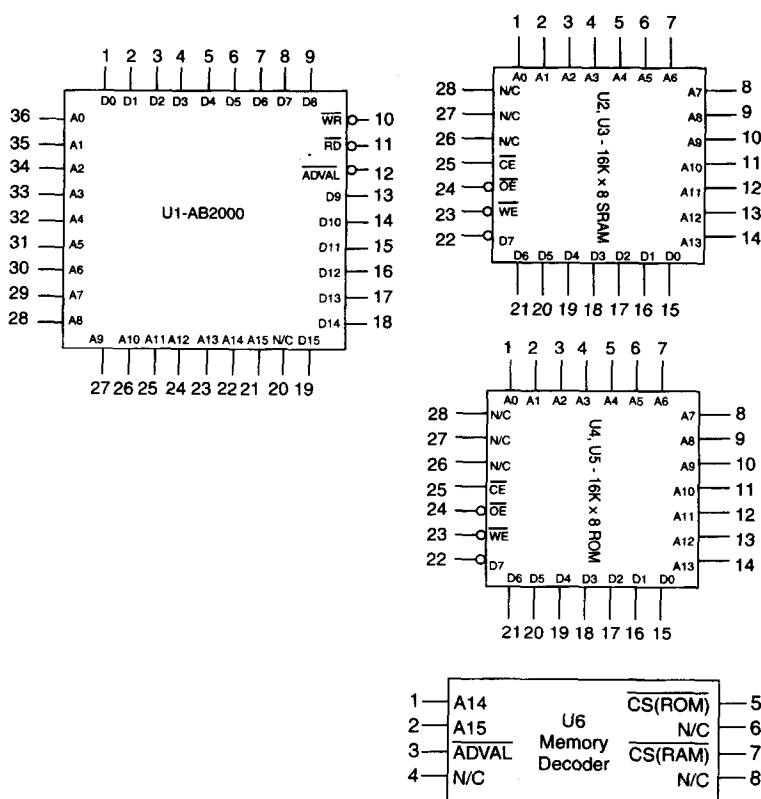 1 2 3 4 5 6 7 8 9
D0 D1 D2 D3 D4 D5 D6 D7 D8
36 A0 WR 10
35 A1 RD 11
34 A2 ADVAL 12
33 A3 D9 13
32 A4 U1-AB2000 D10 14
31 A5 D11 15
30 A6 D12 16
29 A7 D13 17
28 A8 D14 18
A9 A10 A11 A12 A13 A14 A15 N/C D15
27 26 25 24 23 22 21 20 19
1 2 3 4 5 6 7
A0 A1 A2 A3 A4 A5 A6
28 N/C A7 8
27 N/C A8 9
26 N/C A9 10
25 CE A10 11
24 OE A11 12
23 WE A12 13
22 D7 A13 14
U2, U3 - 16K × 8 SRAM
D6 D5 D4 D3 D2 D1 D0
21 20 19 18 17 16 15
1 2 3 4 5 6 7
A0 A1 A2 A3 A4 A5 A6
28 N/C A7 8
27 N/C A8 9
26 N/C A9 10
25 CE A10 11
24 OE A11 12
23 WE A12 13
22 D7 A13 14
U4, U5 - 16K × 8 ROM
D6 D5 D4 D3 D2 D1 D0
21 20 19 18 17 16 15
1 A14 CS(ROM) 5
2 A15 N/C 6
3 ADVAL CS(RAM) 7
4 N/C N/C 8
U6
Memory
Decoder